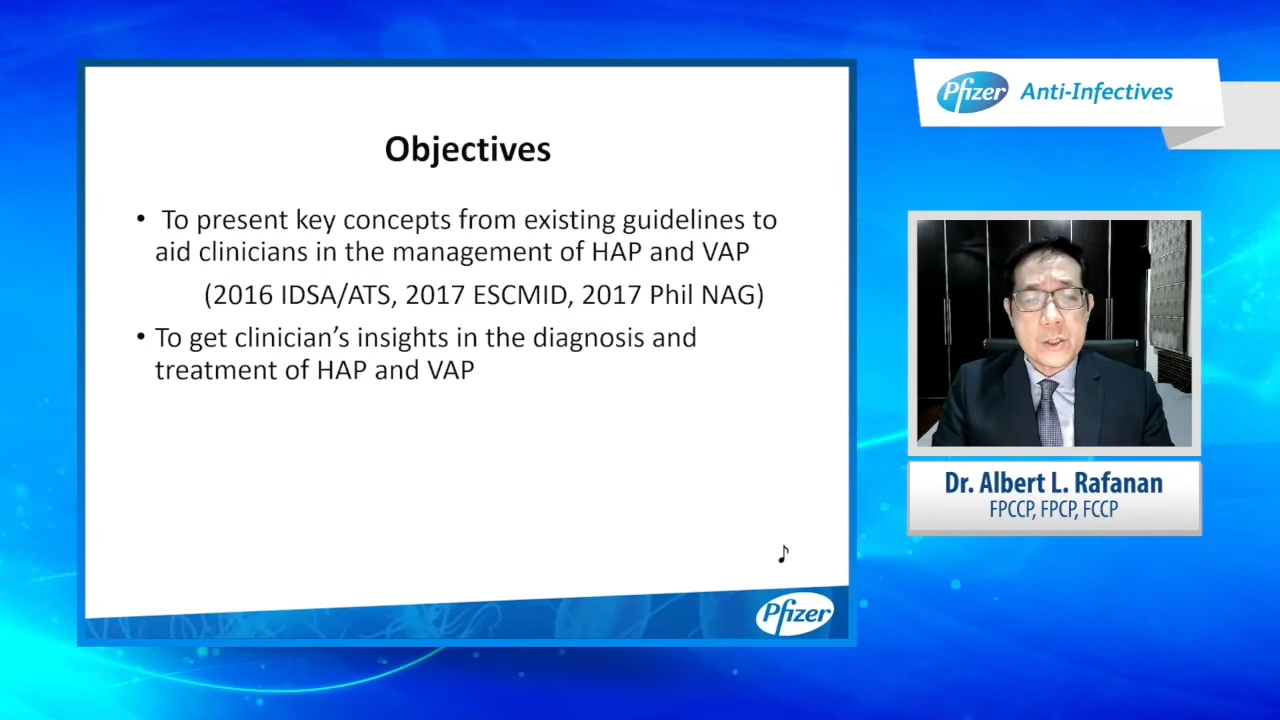 Objectives
• To present key concepts from existing guidelines to
aid clinicians in the management of HAP and VAP
(2016 IDSA/ATS, 2017 ESCMID, 2017 Phil NAG)
• To get clinician’s insights in the diagnosis and
treatment of HAP and VAP
♪
Pfizer
Pfizer Anti-Infectives
Dr. Albert L. Rafanan
FPCCP, FPCP, FCCP